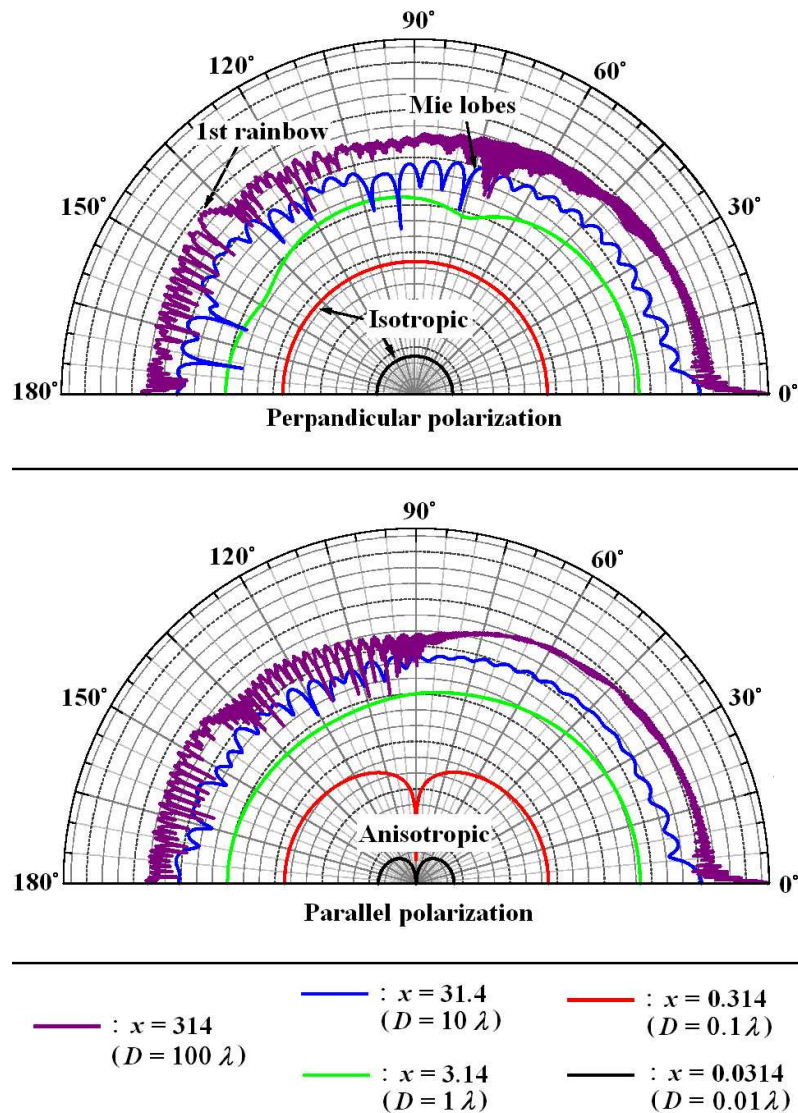 90°
120°
60°
Mie lobes
1st rainbow
150°
30°
Isotropic
180°
0°
Perpandicular polarization
90°
120°
60°
150°
30°
Anisotropic
180°
0°
Parallel polarization
: x = 314
(D = 100 λ)
: x = 31.4
(D = 10 λ)
: x = 3.14
(D = 1 λ)
: x = 0.314
(D = 0.1λ)
: x = 0.0314
(D = 0.01λ)